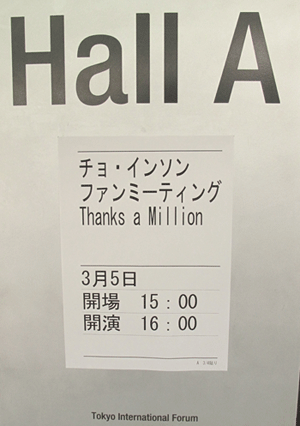 Hall A
チョ・インソン
ファンミーティング
Thanks a Million
3月5日
開場 15：00
開演 16：00
Tokyo International Forum